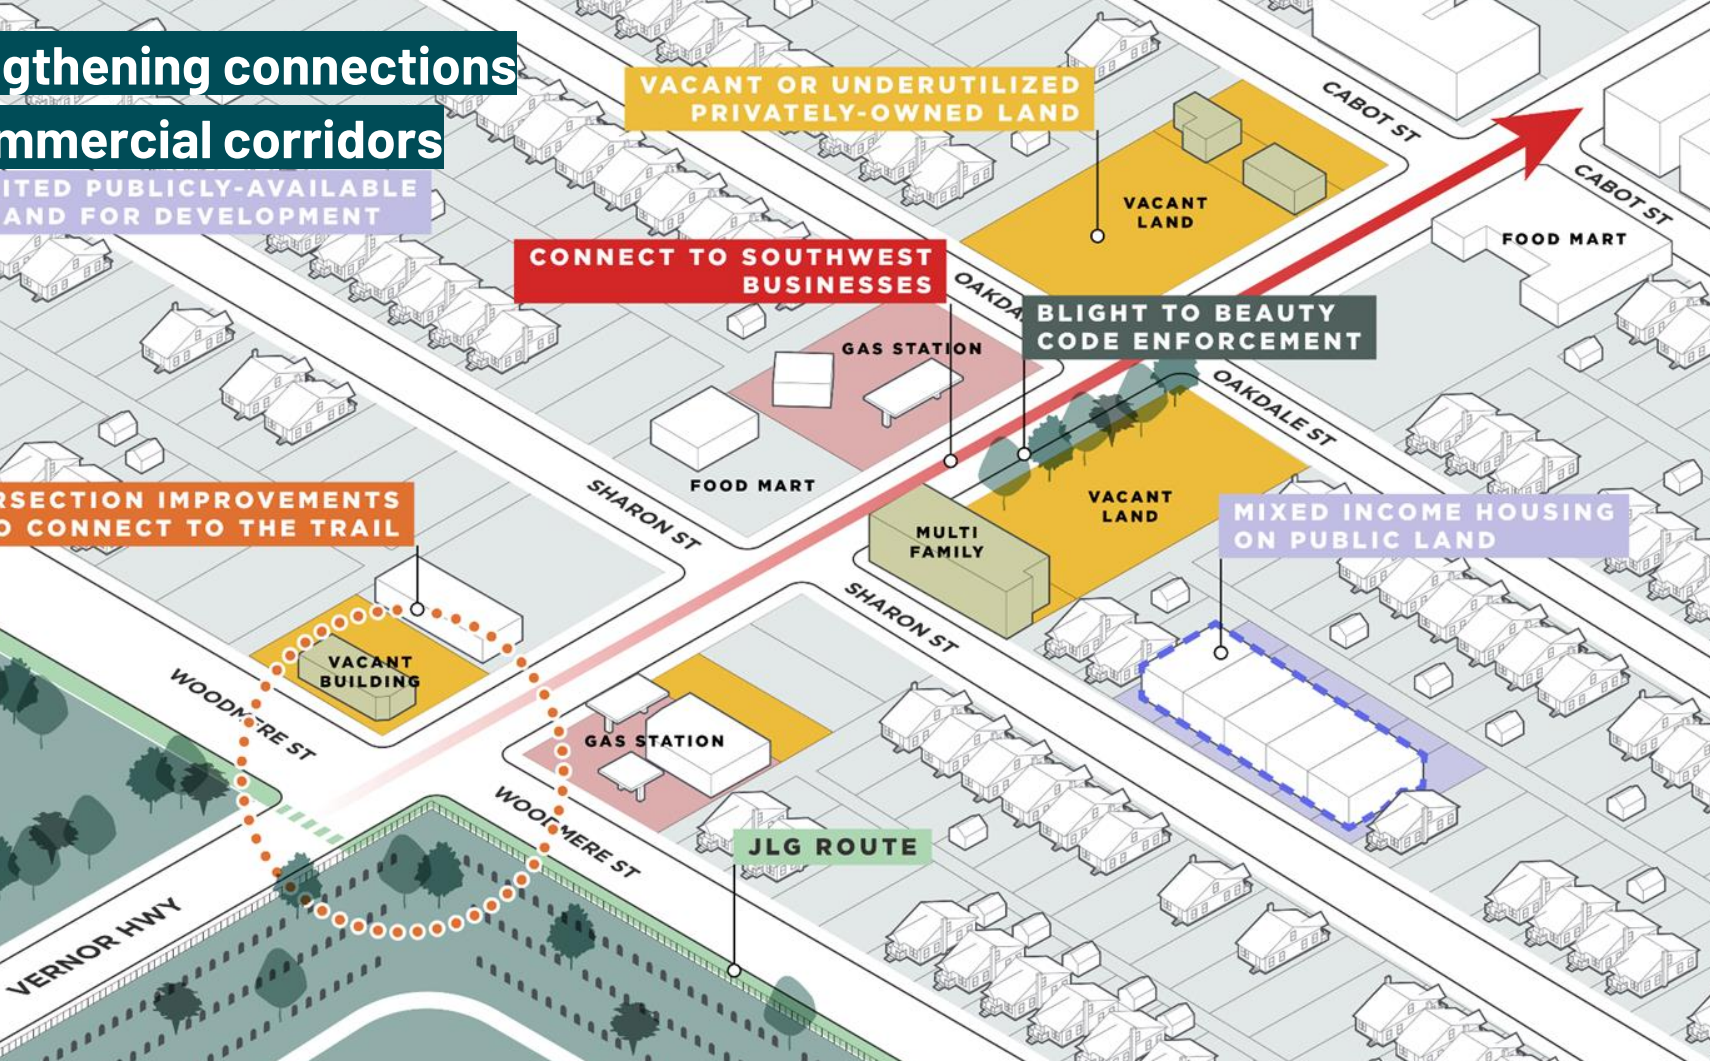 gthening connections
mmercial corridors
ITED PUBLICLY-AVAILABLE
AND FOR DEVELOPMENT
VACANT OR UNDERUTILIZED
PRIVATELY-OWNED LAND
CABOT ST
CABOT ST
VACANT
LAND
FOOD MART
CONNECT TO SOUTHWEST
BUSINESSES
OAKDA
BLIGHT TO BEAUTY
CODE ENFORCEMENT
GAS STATION
OAKDALE ST
FOOD MART
SHARON ST
VACANT
LAND
MULTI
FAMILY
MIXED INCOME HOUSING
ON PUBLIC LAND
RSECTION IMPROVEMENTS
O CONNECT TO THE TRAIL
SHARON ST
VACANT
BUILDING
WOODMERE ST
GAS STATION
WOODMERE ST
JLG ROUTE
VERNOR HWY